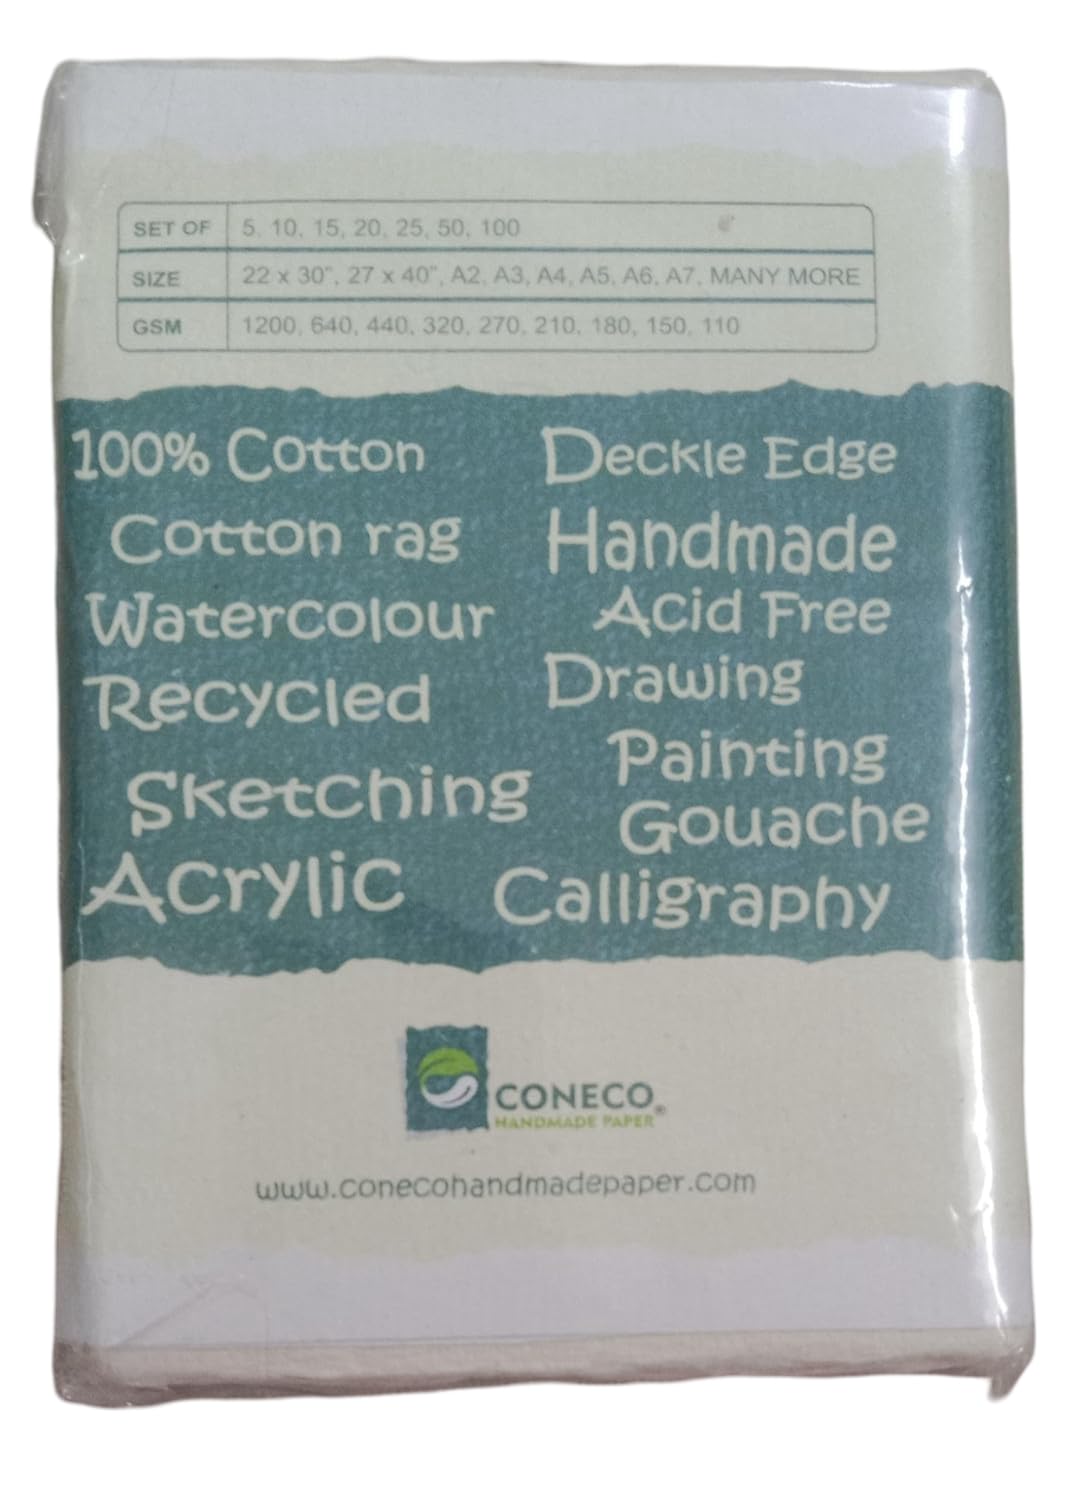 SET OF 5, 10, 15, 20, 25, 50, 100
SIZE 22 x 30", 27 x 40", A2, A3, A4, A5, A6, A7, MANY MORE
GSM 1200, 640, 440, 320, 270, 210, 180, 150, 110
100% Cotton Deckle Edge
Cotton rag Handmade
Watercolour Acid Free
Recycled Drawing
Painting
Sketching Gouache
Acrylic Calligraphy
CONECO®
HANDMADE PAPER
www.conecohandmadepaper.com